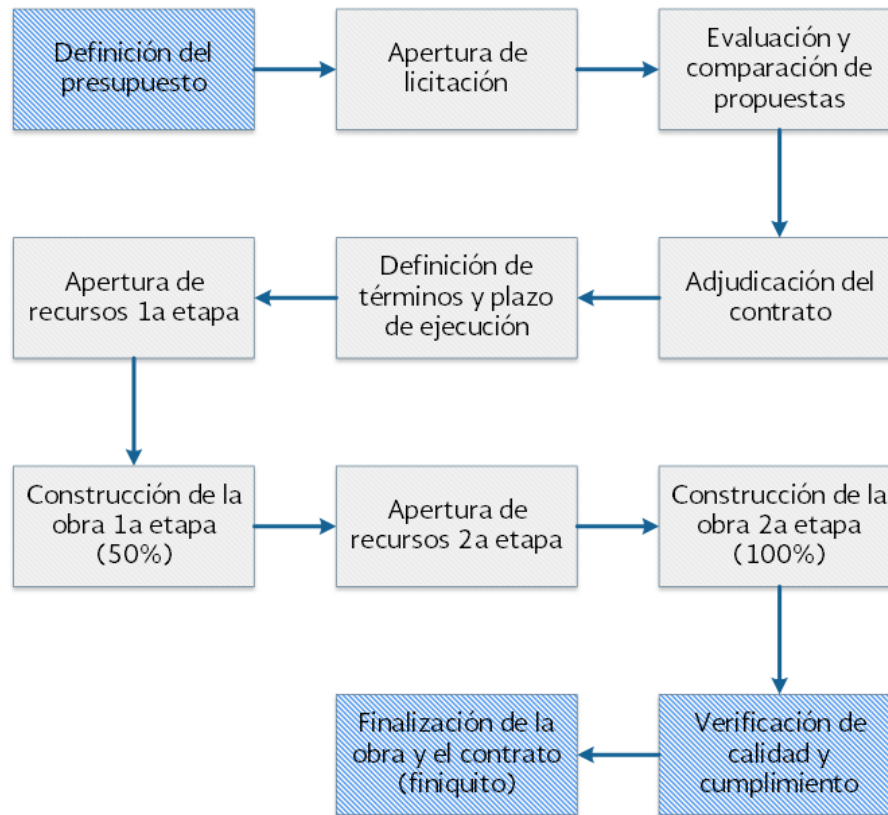 Definición del
presupuesto
Apertura de
licitación
Evaluación y
comparación de
propuestas
Adjudicación del
contrato
Definición de
términos y plazo
de ejecución
Apertura de
recursos 1a etapa
Construcción de la
obra 1a etapa
(50%)
Apertura de
recursos 2a etapa
Construcción de la
obra 2a etapa
(100%)
Verificación de
calidad y
cumplimiento
Finalización de la
obra y el contrato
(finiquito)